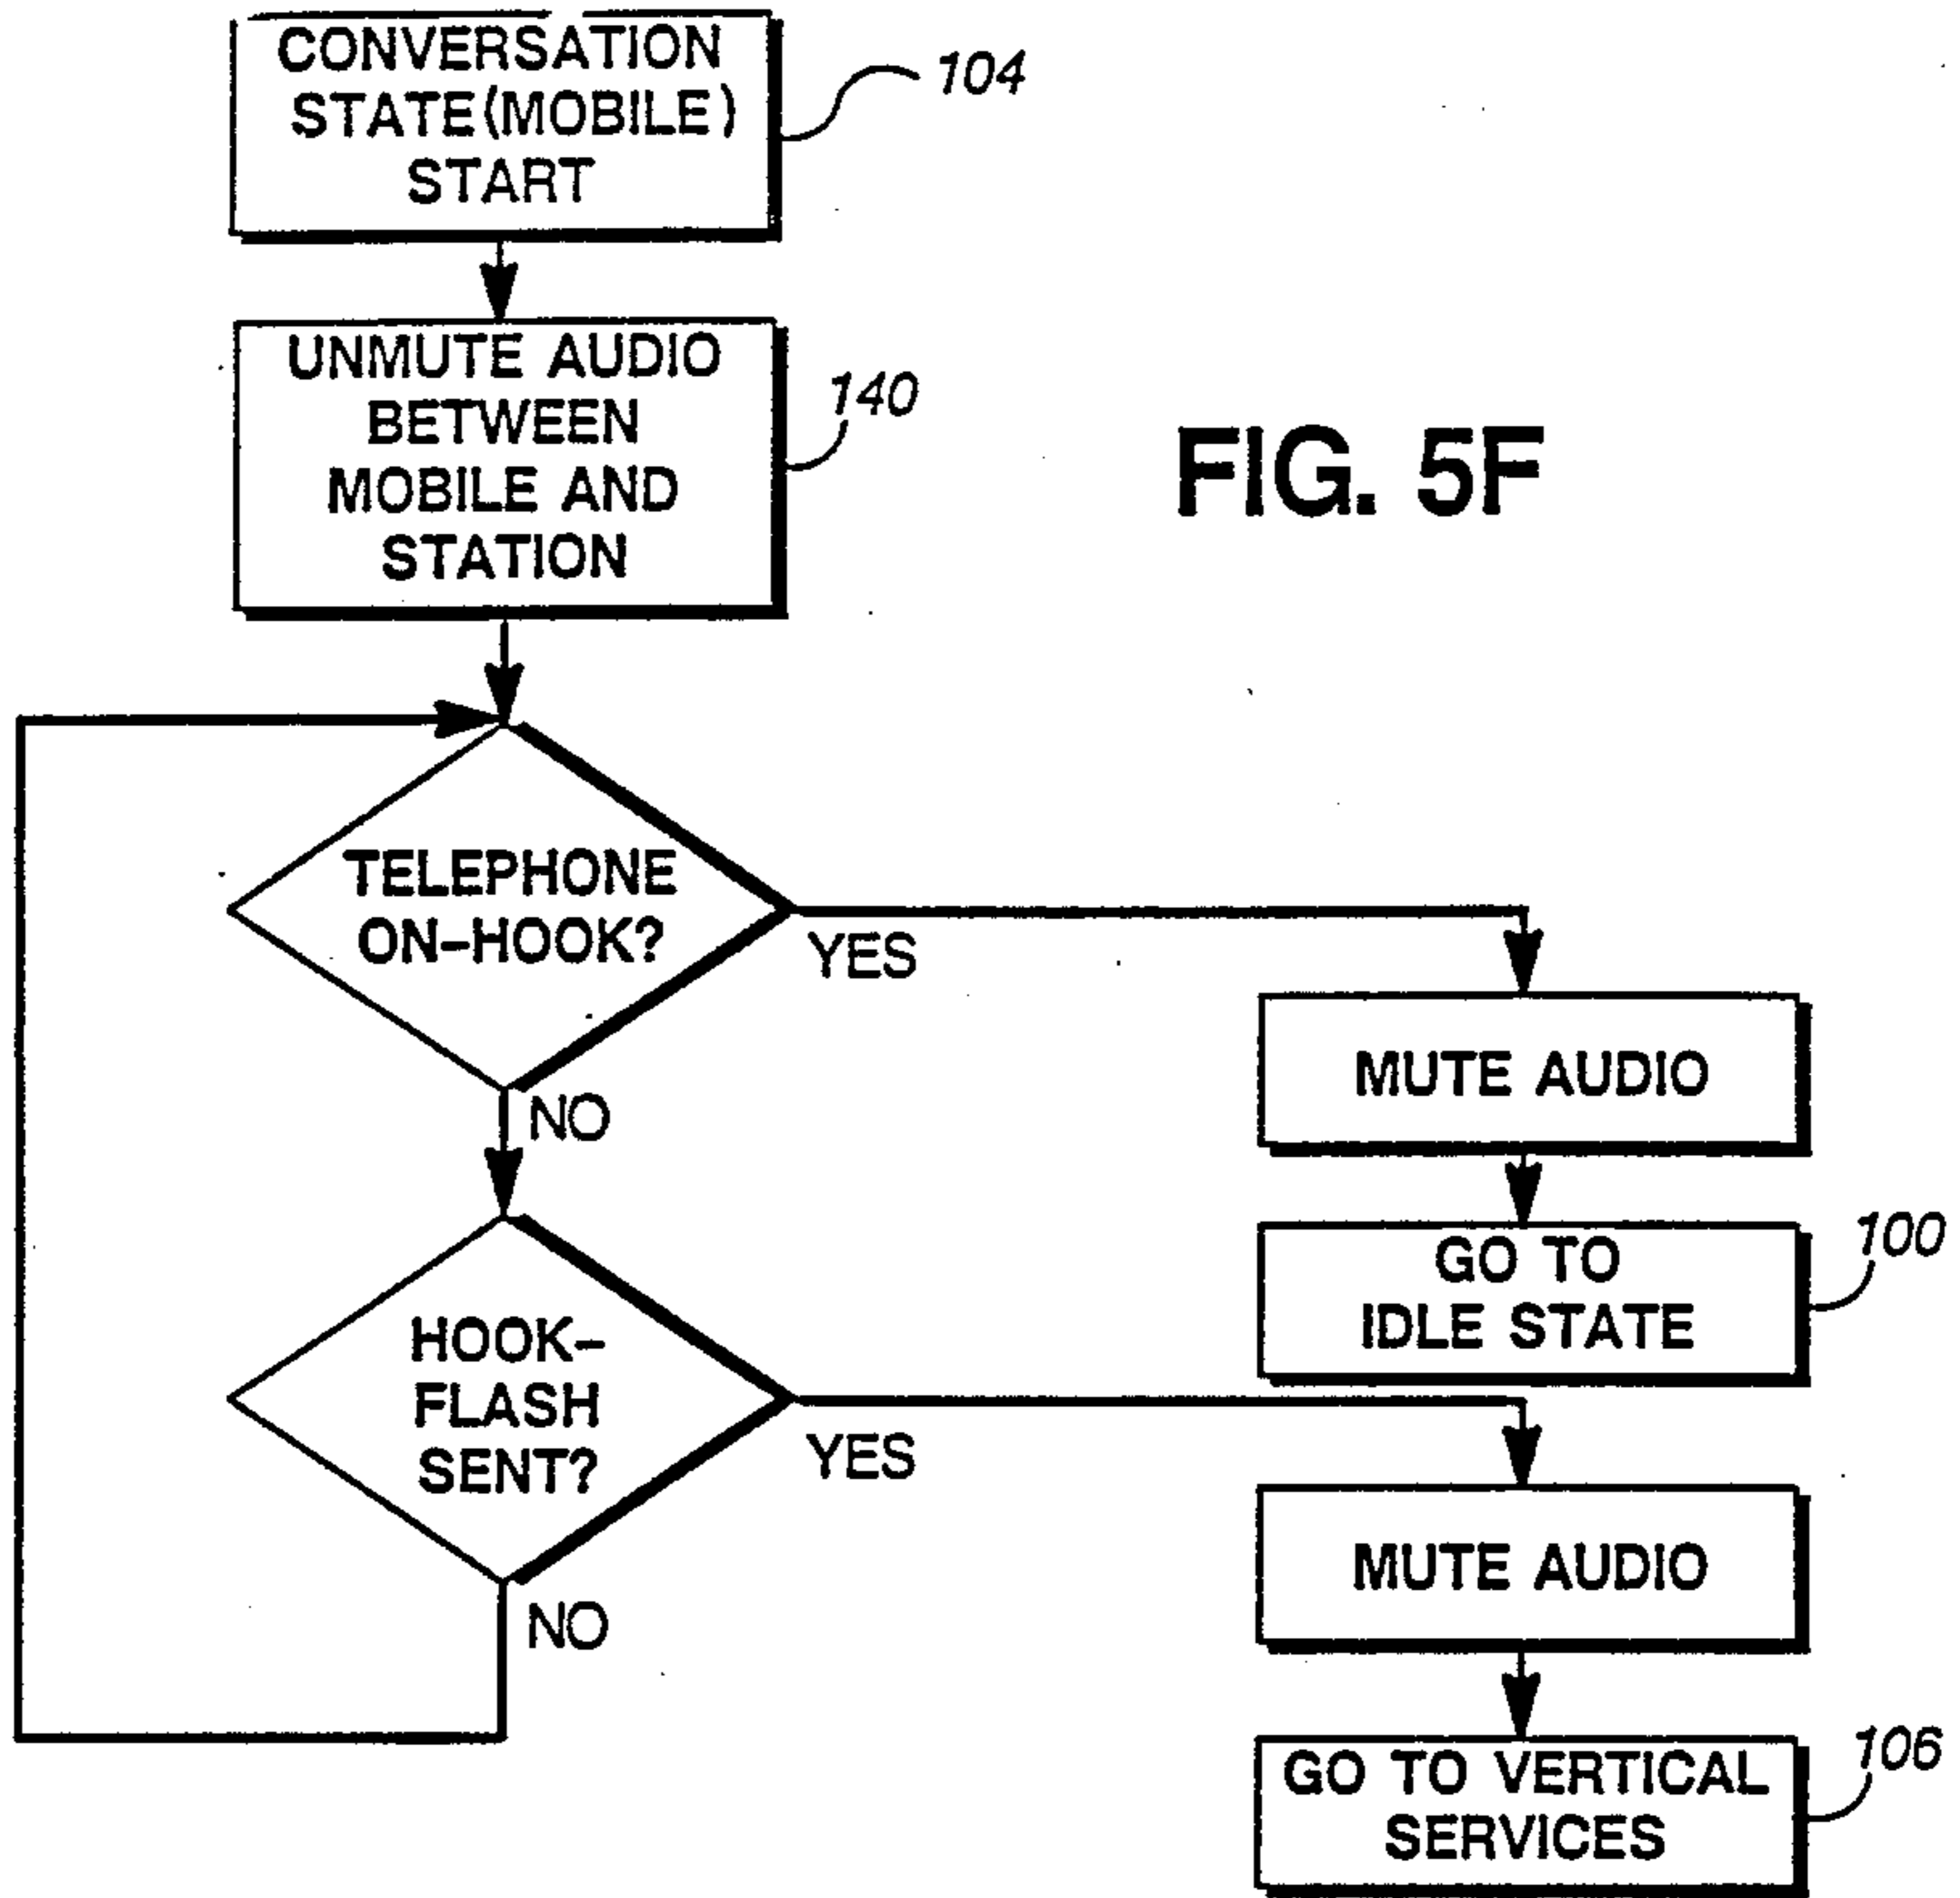 CONVERSATION
STATE(MOBILE)
START
104
UNMUTE AUDIO
BETWEEN
MOBILE AND
STATION
140
FIG. 5F
TELEPHONE
ON-HOOK?
YES
NO
MUTE AUDIO
GO TO
IDLE STATE
100
HOOK-
FLASH
SENT?
YES
NO
MUTE AUDIO
GO TO VERTICAL
SERVICES
106